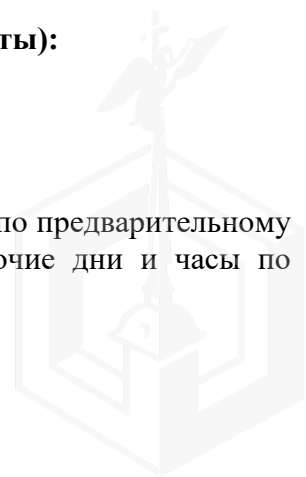 ты):
по предварительному
очие дни и часы по